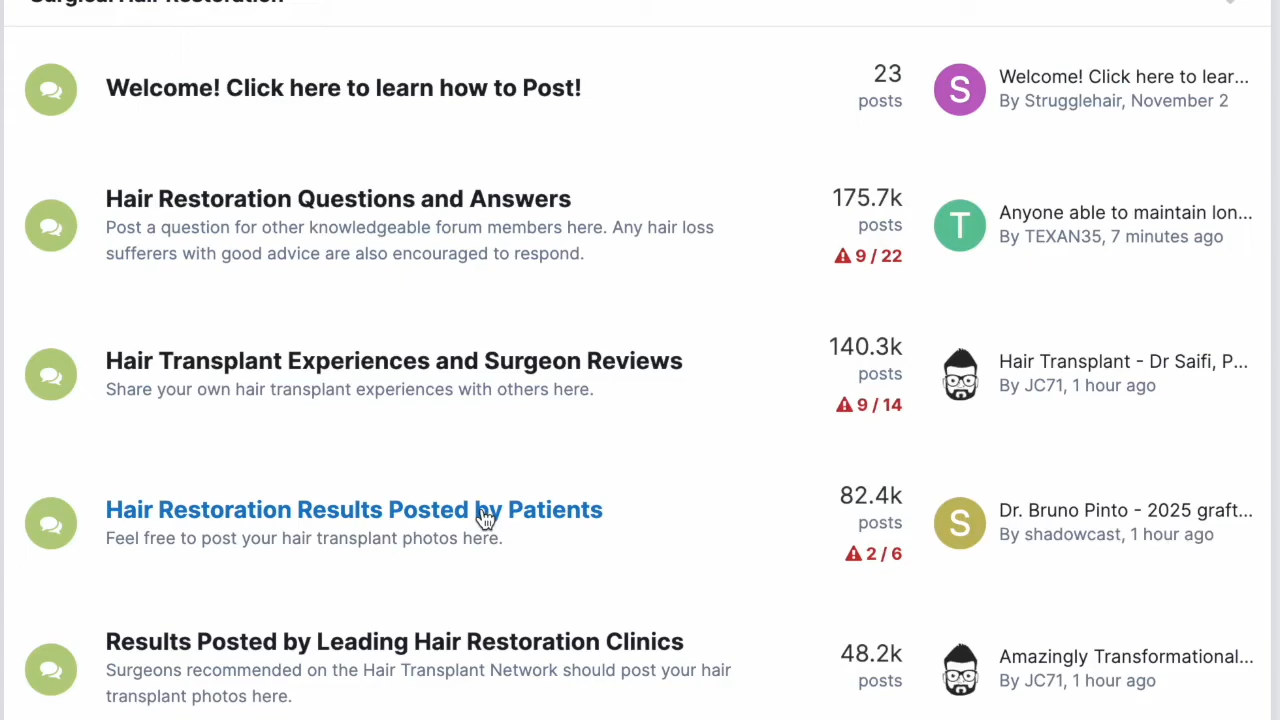 Surgical Hair Restoration
Welcome! Click here to learn how to Post!
23
posts
S
Welcome! Click here to lear...
By Strugglehair, November 2
Hair Restoration Questions and Answers
Post a question for other knowledgeable forum members here. Any hair loss
sufferers with good advice are also encouraged to respond.
175.7k
posts
9 / 22
T
Anyone able to maintain lon...
By TEXAN35, 7 minutes ago
Hair Transplant Experiences and Surgeon Reviews
Share your own hair transplant experiences with others here.
140.3k
posts
9 / 14
Hair Transplant - Dr Saifi, P...
By JC71, 1 hour ago
Hair Restoration Results Posted by Patients
Feel free to post your hair transplant photos here.
82.4k
posts
2 / 6
S
Dr. Bruno Pinto - 2025 graft...
By shadowcast, 1 hour ago
Results Posted by Leading Hair Restoration Clinics
Surgeons recommended on the Hair Transplant Network should post your hair
transplant photos here.
48.2k
posts
Amazingly Transformational...
By JC71, 1 hour ago